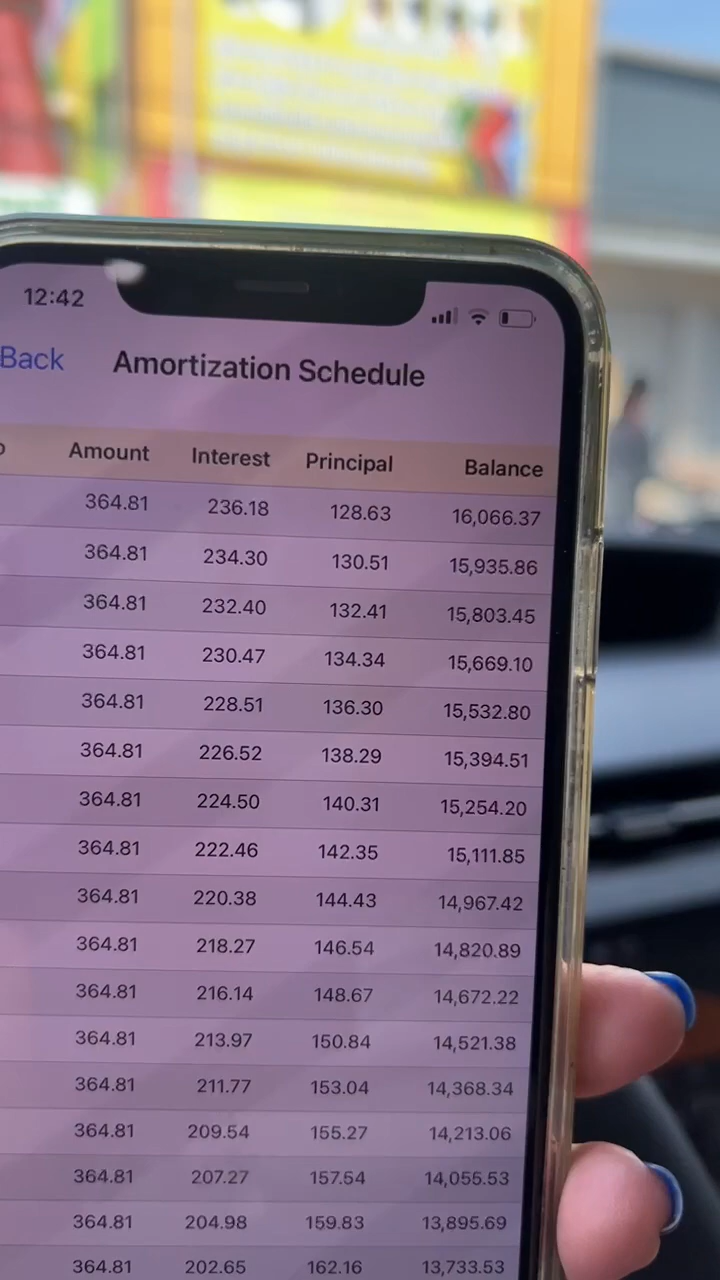 12:42
Back Amortization Schedule
Amount Interest Principal Balance
364.81 236.18 128.63 16,066.37
364.81 234.30 130.51 15,935.86
364.81 232.40 132.41 15,803.45
364.81 230.47 134.34 15,669.10
364.81 228.51 136.30 15,532.80
364.81 226.52 138.29 15,394.51
364.81 224.50 140.31 15,254.20
364.81 222.46 142.35 15,111.85
364.81 220.38 144.43 14,967.42
364.81 218.27 146.54 14,820.89
364.81 216.14 148.67 14,672.22
364.81 213.97 150.84 14,521.38
364.81 211.77 153.04 14,368.34
364.81 209.54 155.27 14,213.06
364.81 207.27 157.54 14,055.53
364.81 204.98 159.83 13,895.69
364.81 202.65 162.16 13,733.53